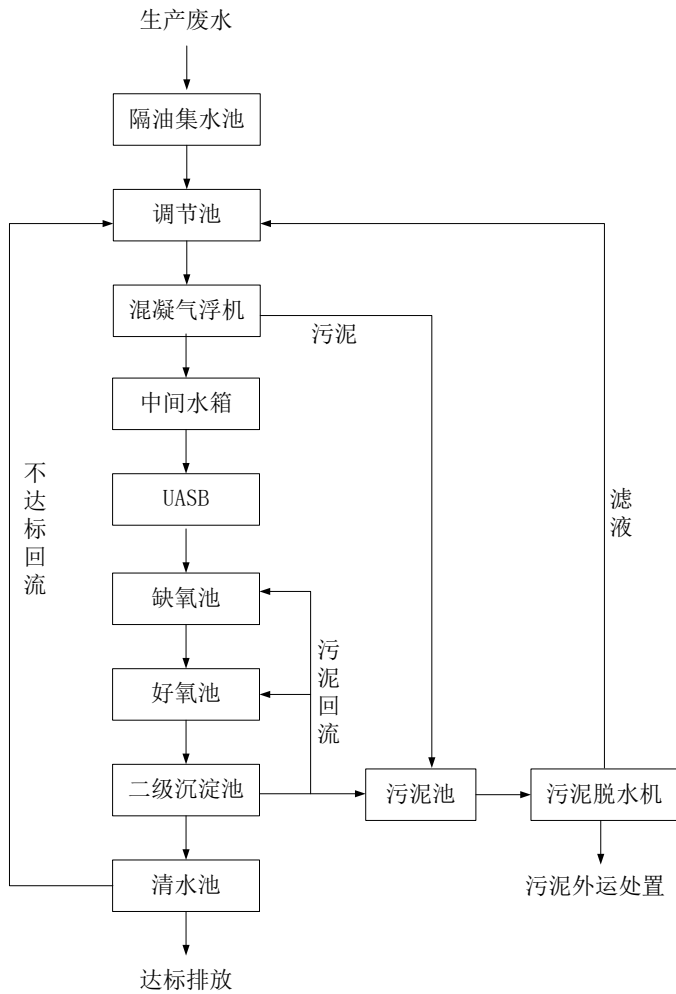 生产废水
隔油集水池
调节池
混凝气浮机
污泥
中间水箱
不达标回流
UASB
滤液
缺氧池
污泥回流
好氧池
二级沉淀池
污泥池
污泥脱水机
清水池
污泥外运处置
达标排放